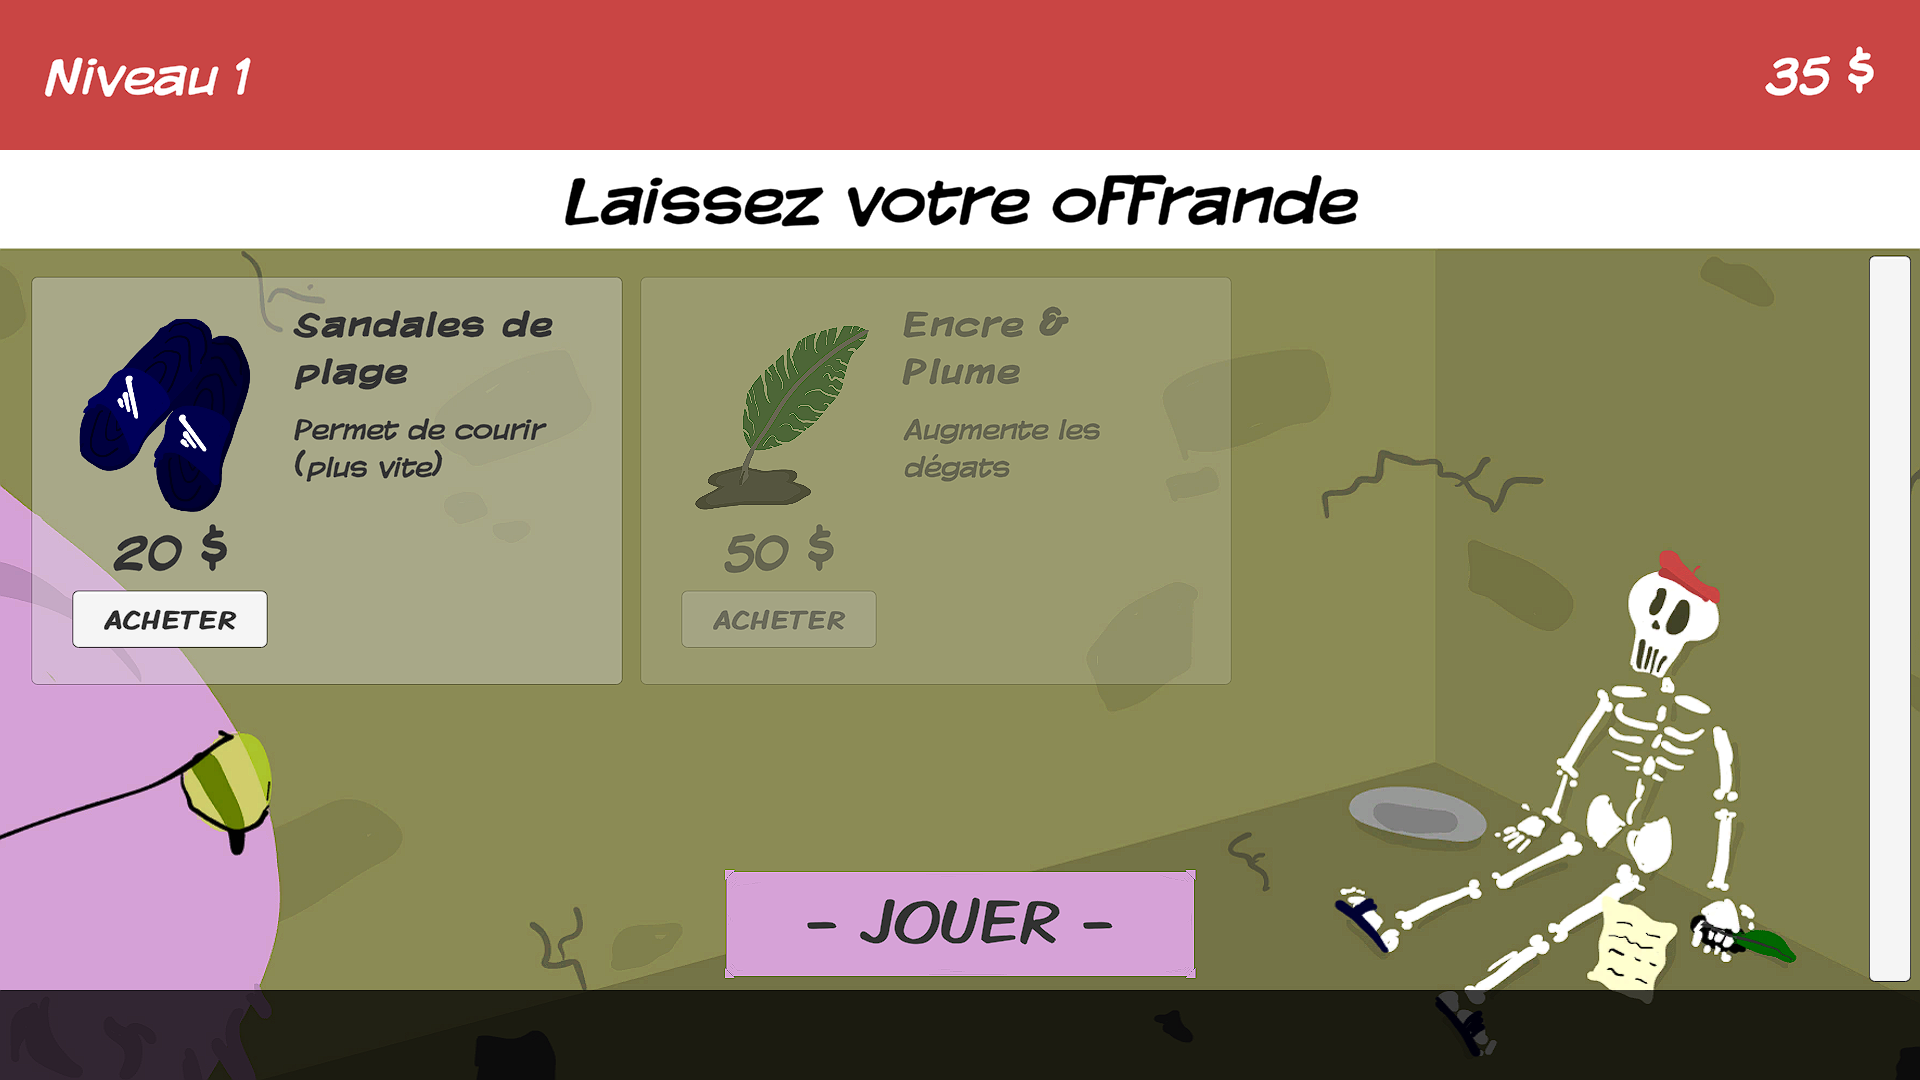 Niveau 1
35 $
Laissez votre offrande
Sandales de
plage
Permet de courir
(plus vite)
20 $
ACHETER
Encre &
Plume
Augmente les
dégats
50 $
ACHETER
- JOUER -